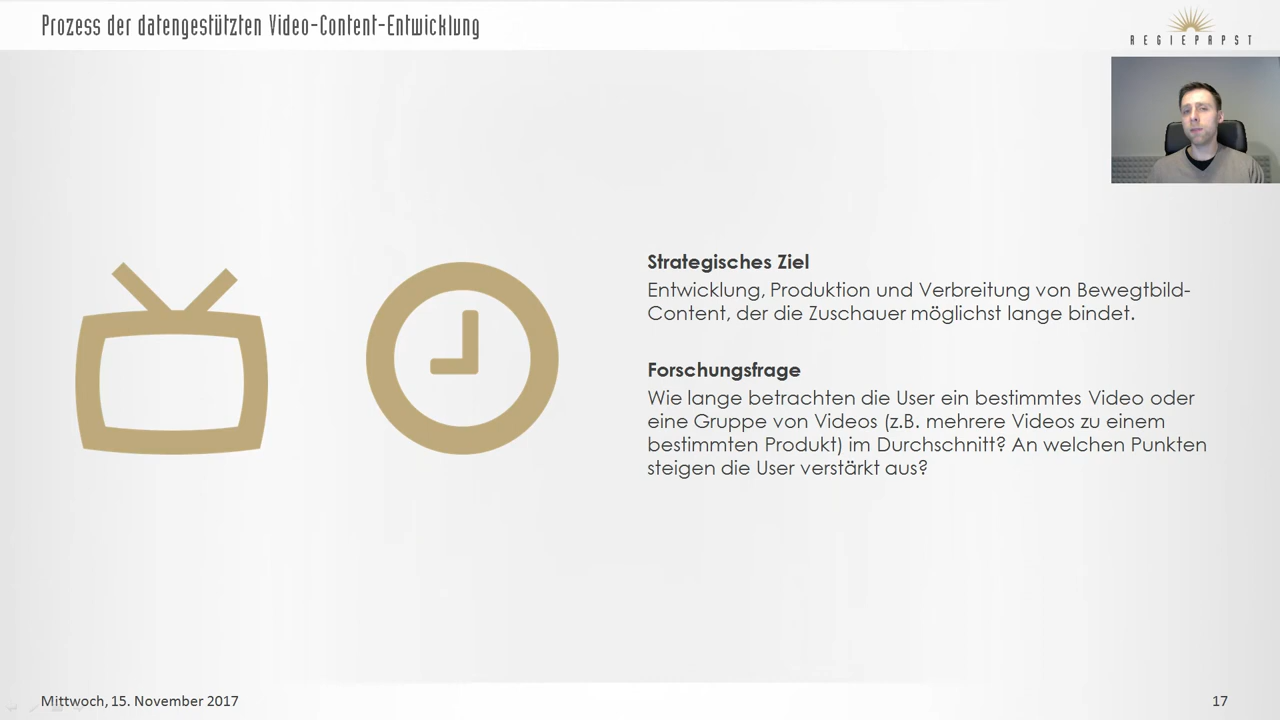 Prozess der datengestützten Video-Content-Entwicklung
REGIEPAPST
Strategisches Ziel
Entwicklung, Produktion und Verbreitung von Bewegtbild-
Content, der die Zuschauer möglichst lange bindet.
Forschungsfrage
Wie lange betrachten die User ein bestimmtes Video oder
eine Gruppe von Videos (z.B. mehrere Videos zu einem
bestimmten Produkt) im Durchschnitt? An welchen Punkten
steigen die User verstärkt aus?
Mittwoch, 15. November 2017
17